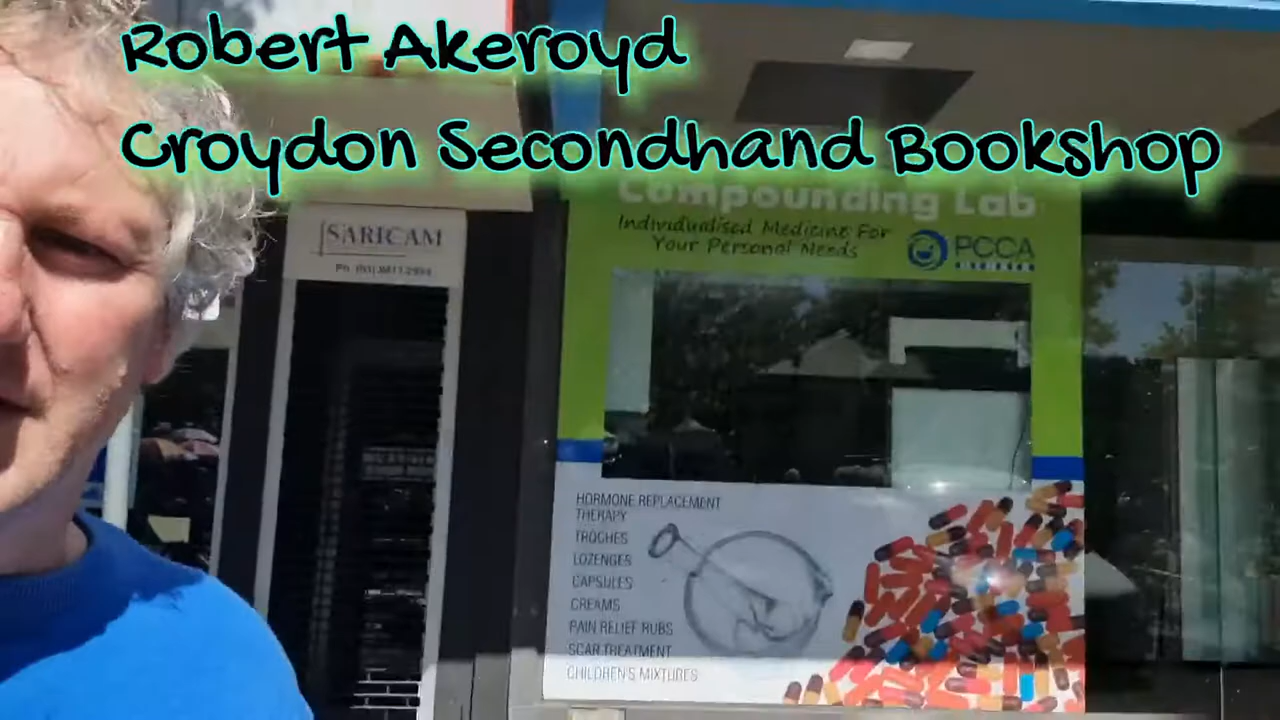 Robert Akeroyd
Croydon Secondhand Bookshop
Compounding Lab
Individualised Medicine For
Your Personal Needs
PCCA
SARICAM
HORMONE REPLACEMENT
THERAPY
TROCHES
LOZENGES
CAPSULES
CREAMS
PAIN RELIEF RUBS
SCAR TREATMENT
CHILDREN'S MIXTURES